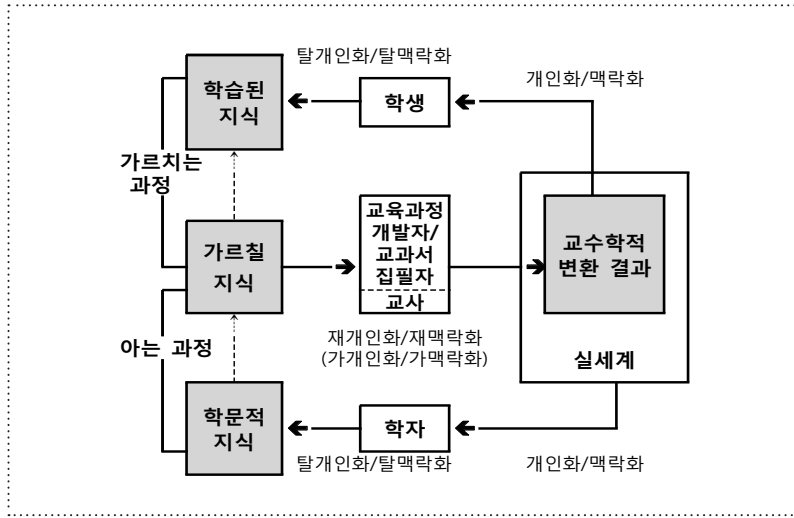 탈개인화/탈맥락화
개인화/맥락화
학습된
지식
학생
가르치는
과정
교육과정
개발자/
교과서
집필자
교사
가르칠
지식
교수학적
변환 결과
재개인화/재맥락화
(가개인화/가맥락화)
실세계
아는 과정
학문적
지식
학자
탈개인화/탈맥락화
개인화/맥락화